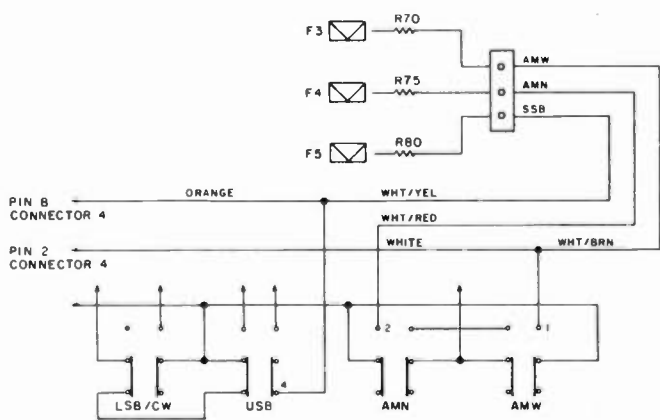 F3 R70
AMW
F4 R75
AMN
SSB
F5 R80
PIN 8
CONNECTOR 4
ORANGE WHT/YEL
WHT/RED
PIN 2
CONNECTOR 4
WHITE WHT/BRN
2 1
4
LSB/CW USB AMN AMW